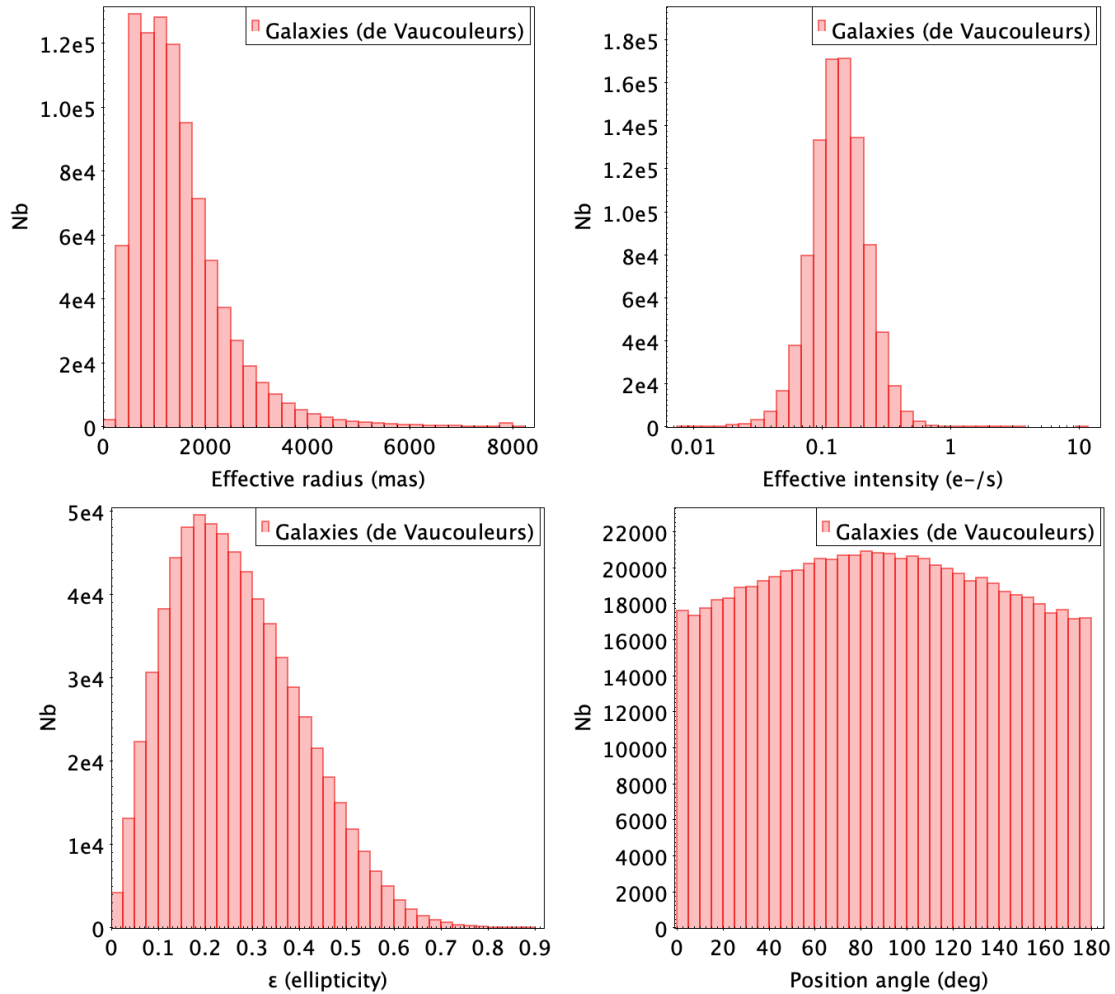 Galaxies (de Vaucouleurs)
1.2e5
1.0e5
8e4
6e4
4e4
2e4
0
Nb
0 2000 4000 6000 8000
Effective radius (mas)
Galaxies (de Vaucouleurs)
1.8e5
1.6e5
1.4e5
1.2e5
1.0e5
8e4
6e4
4e4
2e4
0
Nb
0.01 0.1 1 10
Effective intensity (e-/s)
Galaxies (de Vaucouleurs)
5e4
4e4
3e4
2e4
1e4
0
Nb
0 0.1 0.2 0.3 0.4 0.5 0.6 0.7 0.8 0.9
ε (ellipticity)
Galaxies (de Vaucouleurs)
22000
20000
18000
16000
14000
12000
10000
8000
6000
4000
2000
0
Nb
0 20 40 60 80 100 120 140 160 180
Position angle (deg)